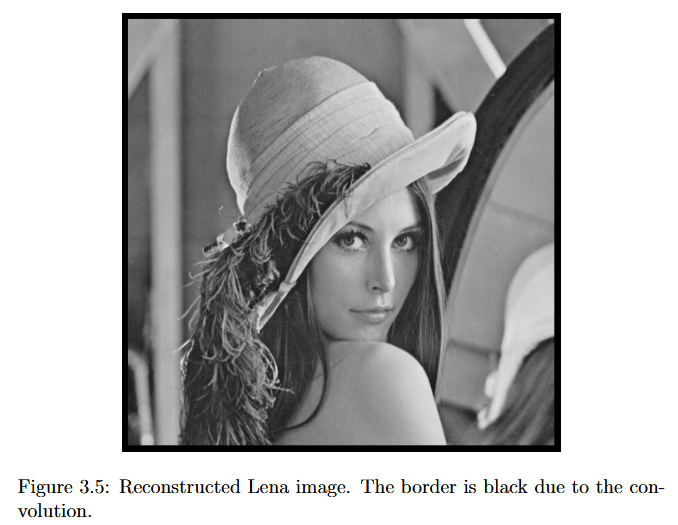 Figure 3.5: Reconstructed Lena image. The border is black due to the con-
volution.